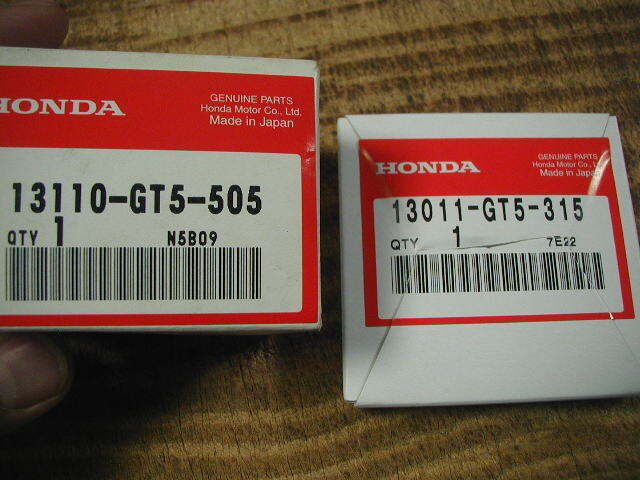 HONDA
GENUINE PARTS
Honda Motor Co., Ltd.
Made in Japan
13110-GT5-505
QTY 1 N5B09
HONDA
GENUINE PARTS
Honda Motor Co., Ltd.
Made in Japan
13011-GT5-315
QTY 1 7E22